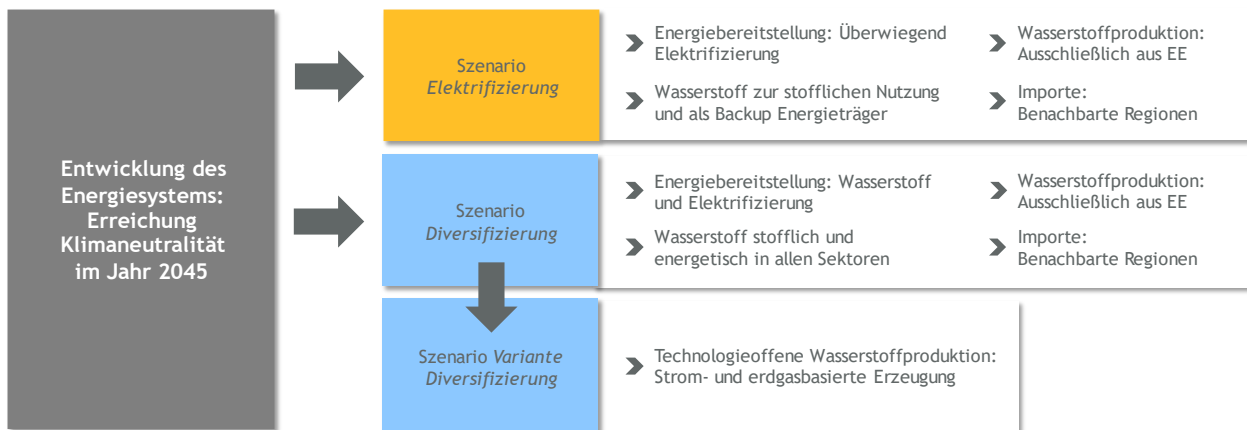 Entwicklung des
Energiesystems:
Erreichung
Klimaneutralität
im Jahr 2045
Szenario
Elektrifizierung
Energiebereitstellung: Überwiegend
Elektrifizierung
Wasserstoff zur stofflichen Nutzung
und als Backup Energieträger
Wasserstoffproduktion:
Ausschließlich aus EE
Importe:
Benachbarte Regionen
Szenario
Diversifizierung
Energiebereitstellung: Wasserstoff
und Elektrifizierung
Wasserstoff stofflich und
energetisch in allen Sektoren
Wasserstoffproduktion:
Ausschließlich aus EE
Importe:
Benachbarte Regionen
Szenario Variante
Diversifizierung
Technologieoffene Wasserstoffproduktion:
Strom- und erdgasbasierte Erzeugung